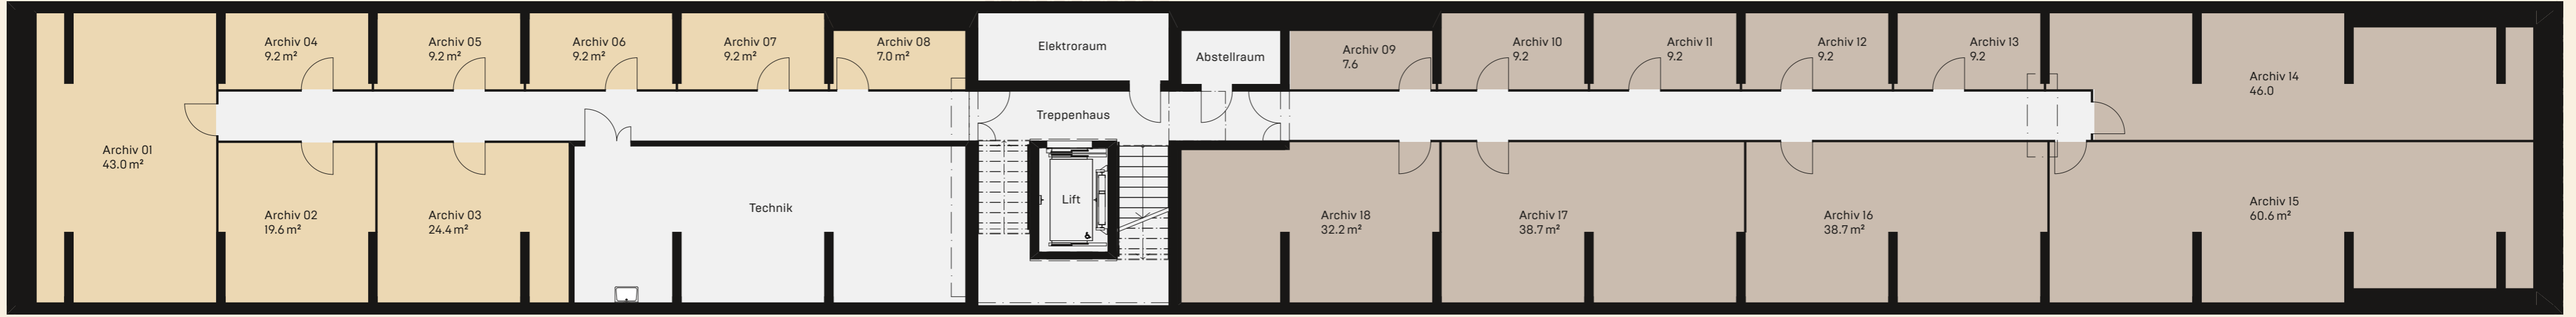 Archiv 04
9.2 m²
Archiv 05
9.2 m²
Archiv 06
9.2 m²
Archiv 07
9.2 m²
Archiv 08
7.0 m²
Elektroraum
Abstellraum
Archiv 09
7.6
Archiv 10
9.2
Archiv 11
9.2
Archiv 12
9.2
Archiv 13
9.2
Archiv 14
46.0
Treppenhaus
Archiv 01
43.0 m²
Archiv 02
19.6 m²
Archiv 03
24.4 m²
Technik
Lift
Archiv 18
32.2 m²
Archiv 17
38.7 m²
Archiv 16
38.7 m²
Archiv 15
60.6 m²